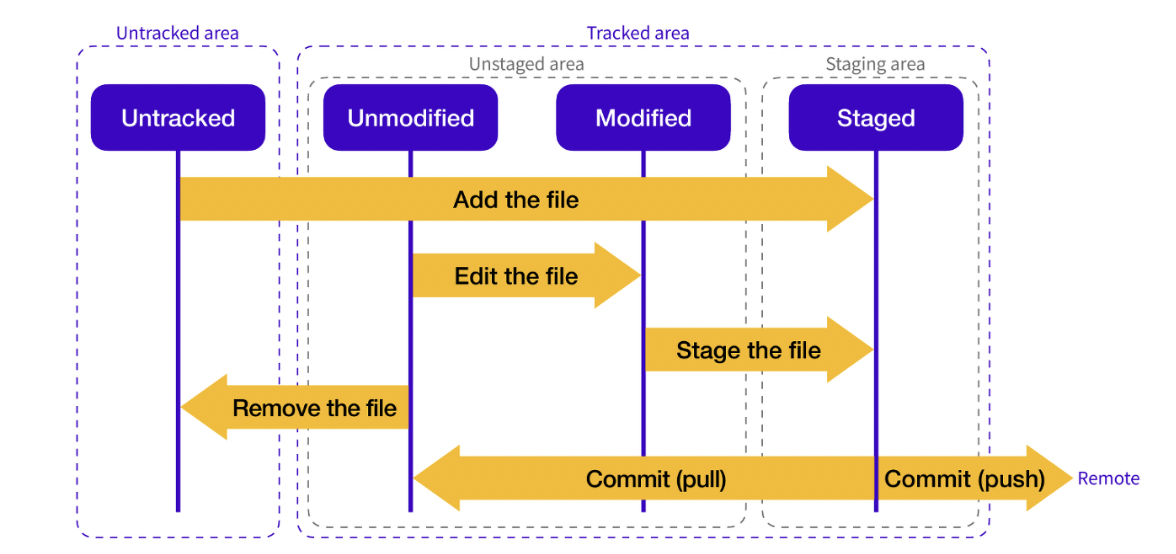 Untracked area
Tracked area
Unstaged area
Staging area
Untracked
Unmodified
Modified
Staged
Add the file
Edit the file
Stage the file
Remove the file
Commit (pull)
Commit (push)
Remote